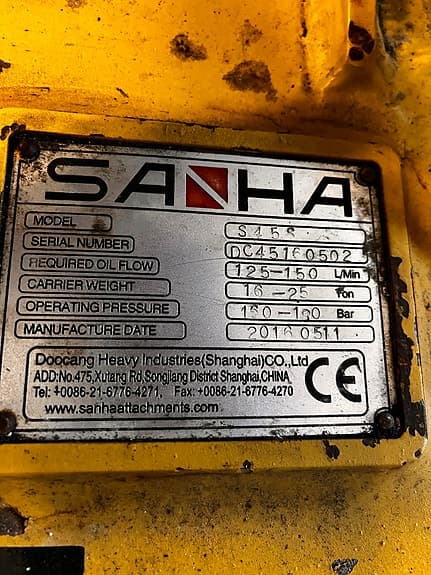 SANHA
MODEL S45S
SERIAL NUMBER DC45160502
REQUIRED OIL FLOW 125-150 L/Min
CARRIER WEIGHT 16-25 Ton
OPERATING PRESSURE Bar
MANUFACTURE DATE 20160511
Doocang Heavy Industries(Shanghai)CO.,Ltd
ADD:No.475,Xutang Rd,Songjiang District Shanghai,CHINA
Tel: +0086-21-6776-4271, Fax: +0086-21-6776-4270
www.sanhaattachments.com
CE